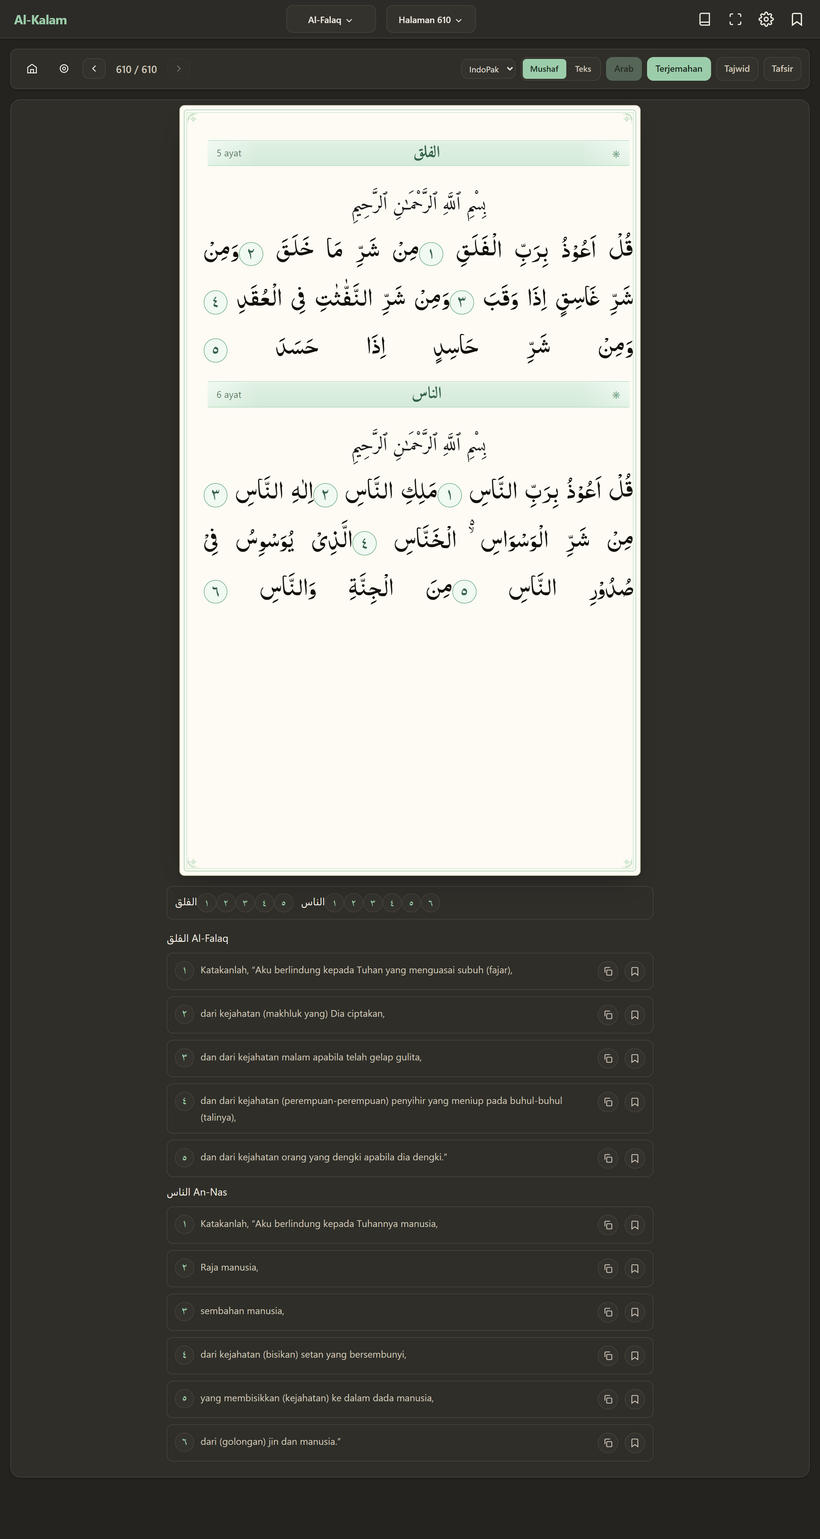 Al-Kalam
Al-Falaq
Halaman 610
610 / 610
IndoPak
Mushaf
Teks
Arab
Terjemahan
Tajwid
Tafsir
5 ayat
الفلق
بِسْمِ ٱللَّهِ ٱلرَّحْمَـٰنِ ٱلرَّحِيمِ
قُلْ اَعُوْذُ بِرَبِّ الْفَلَقِ ١ مِنْ شَرِّ مَا خَلَقَ ٢ وَمِنْ
شَرِّ غَاسِقٍ اِذَا وَقَبَ ٣ وَمِنْ شَرِّ النَّفّٰثٰتِ فِى الْعُقَدِ ٤
وَمِنْ شَرِّ حَاسِدٍ اِذَا حَسَدَ ٥
6 ayat
الناس
بِسْمِ ٱللَّهِ ٱلرَّحْمَـٰنِ ٱلرَّحِيمِ
قُلْ اَعُوْذُ بِرَبِّ النَّاسِ ١ مَلِكِ النَّاسِ ٢ اِلٰهِ النَّاسِ ٣
مِنْ شَرِّ الْوَسْوَاسِ ۙ الْخَنَّاسِ ٤ الَّذِىْ يُوَسْوِسُ فِىْ
صُدُوْرِ النَّاسِ ٥ مِنَ الْجِنَّةِ وَالنَّاسِ ٦
الفلق ١ ٢ ٣ ٤ ٥ الناس ١ ٢ ٣ ٤ ٥ ٦
الفلق Al-Falaq
١ Katakanlah, “Aku berlindung kepada Tuhan yang menguasai subuh (fajar),
٢ dari kejahatan (makhluk yang) Dia ciptakan,
٣ dan dari kejahatan malam apabila telah gelap gulita,
٤ dan dari kejahatan (perempuan-perempuan) penyihir yang meniup pada buhul-buhul
(talinya),
٥ dan dari kejahatan orang yang dengki apabila dia dengki.”
الناس An-Nas
١ Katakanlah, “Aku berlindung kepada Tuhannya manusia,
٢ Raja manusia,
٣ sembahan manusia,
٤ dari kejahatan (bisikan) setan yang bersembunyi,
٥ yang membisikkan (kejahatan) ke dalam dada manusia,
٦ dari (golongan) jin dan manusia.”